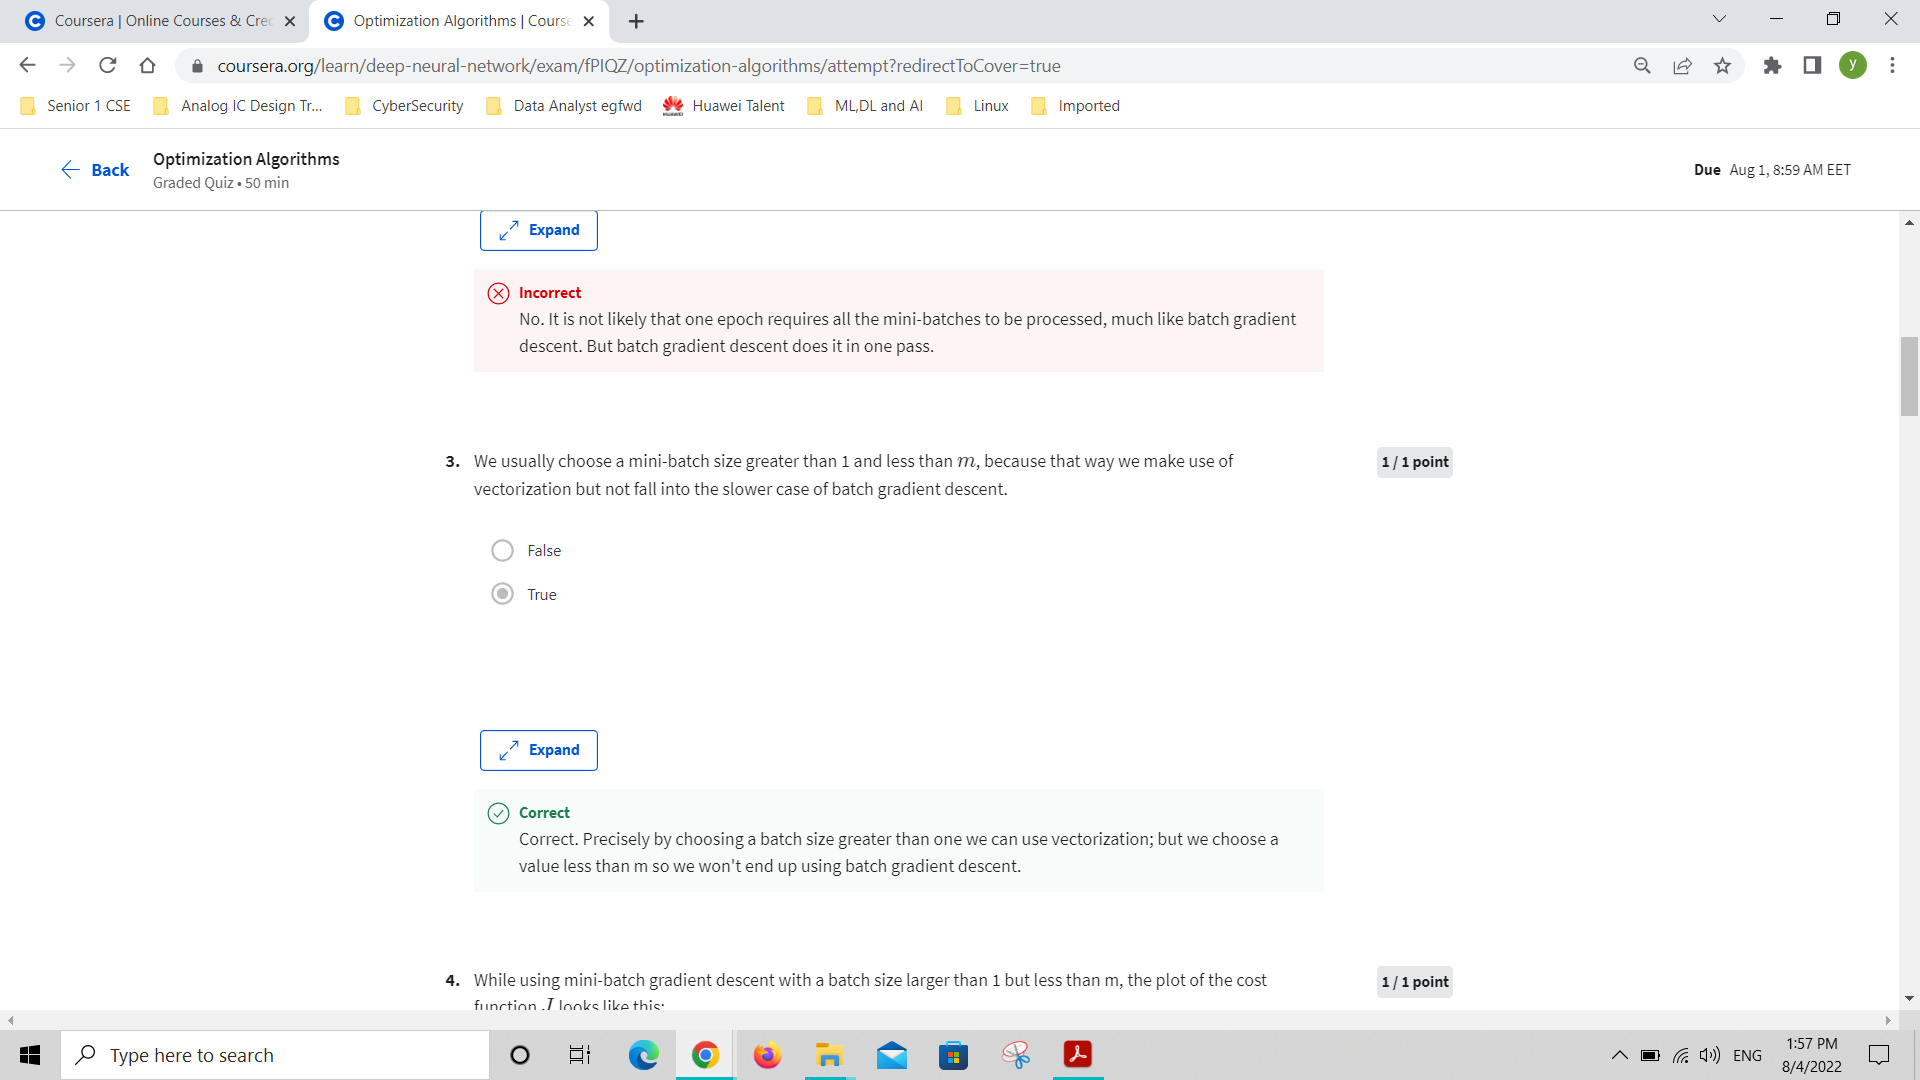 Coursera | Online Courses & Cre
Optimization Algorithms | Course
coursera.org/learn/deep-neural-network/exam/fPIQZ/optimization-algorithms/attempt?redirectToCover=true
y
Senior 1 CSE
Analog IC Design Tr...
CyberSecurity
Data Analyst egfwd
Huawei Talent
ML,DL and AI
Linux
Imported
Back
Optimization Algorithms
Graded Quiz • 50 min
Due Aug 1, 8:59 AM EET
Expand
Incorrect
No. It is not likely that one epoch requires all the mini-batches to be processed, much like batch gradient
descent. But batch gradient descent does it in one pass.
3. We usually choose a mini-batch size greater than 1 and less than m, because that way we make use of
vectorization but not fall into the slower case of batch gradient descent.
1 / 1 point
False
True
Expand
Correct
Correct. Precisely by choosing a batch size greater than one we can use vectorization; but we choose a
value less than m so we won't end up using batch gradient descent.
4. While using mini-batch gradient descent with a batch size larger than 1 but less than m, the plot of the cost
function J looks like this:
1 / 1 point
Type here to search
ENG
1:57 PM
8/4/2022